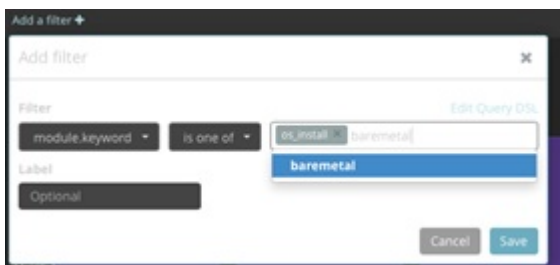 Add a filter +
Add filter ×
Filter Edit Query DSL
module.keyword is one of os_install × baremetal
baremetal
Label
Optional
Cancel Save